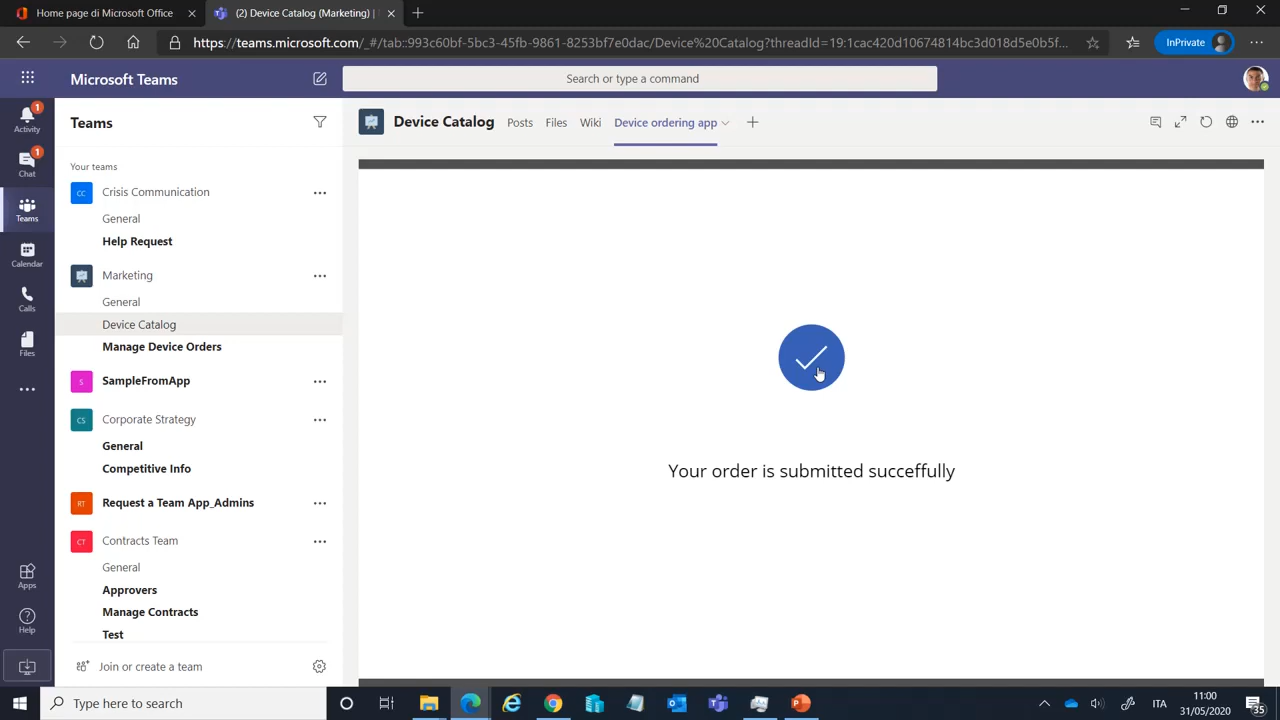 Home page di Microsoft Office
(2) Device Catalog (Marketing) |
https://teams.microsoft.com/_#/tab::993c60bf-5bc3-45fb-9861-8253bf7e0dac/Device%20Catalog?threadId=19:1cac420d10674814bc3d018d5e0b5f...
InPrivate
Microsoft Teams
Search or type a command
Activity
1
Chat
1
Teams
Calendar
Calls
Files
Apps
Help
Teams
Your teams
CC Crisis Communication
General
Help Request
Marketing
General
Device Catalog
Manage Device Orders
S SampleFromApp
CS Corporate Strategy
General
Competitive Info
RT Request a Team App_Admins
CT Contracts Team
General
Approvers
Manage Contracts
Test
Join or create a team
Device Catalog Posts Files Wiki Device ordering app
Your order is submitted succeffully
Type here to search
ITA
11:00
31/05/2020
35